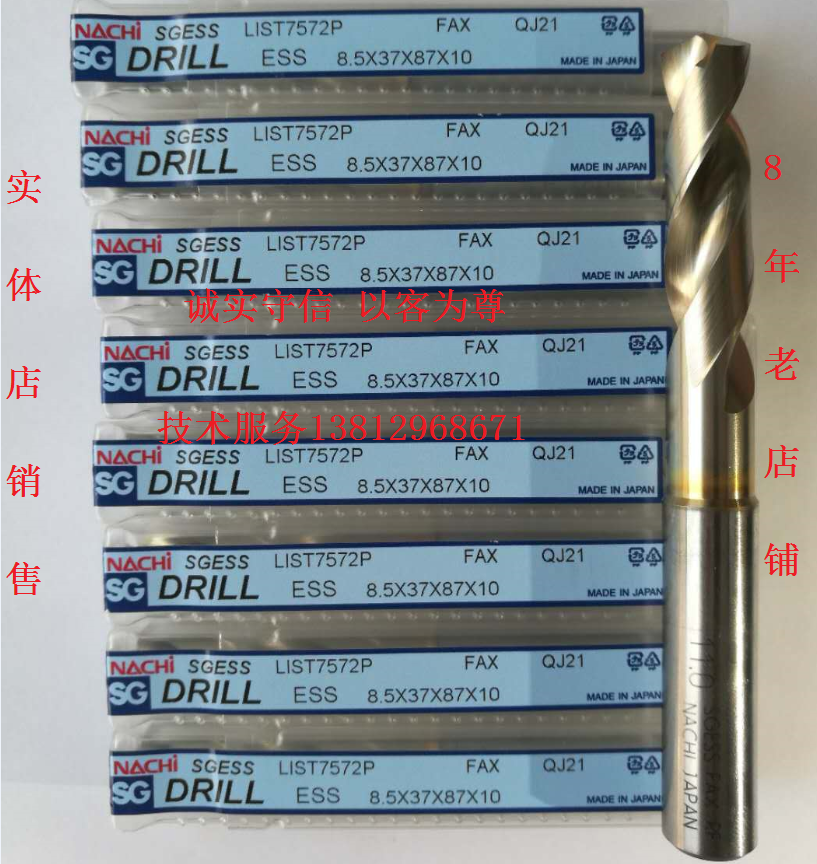 NACHi SGESS LIST7572P FAX QJ21
SG DRILL ESS 8.5X37X87X10 MADE IN JAPAN
NACHi SGESS LIST7572P FAX QJ21
SG DRILL ESS 8.5X37X87X10 MADE IN JAPAN
NACHi SGESS LIST7572P FAX QJ21
SG DRILL ESS 8.5X37X87X10 MADE IN JAPAN
诚实守信 以客为尊
NACHi SGESS LIST7572P FAX QJ21
SG DRILL ESS 8.5X37X87X10 MADE IN JAPAN
技术服务13812968671
NACHi SGESS LIST7572P FAX QJ21
SG DRILL ESS 8.5X37X87X10 MADE IN JAPAN
NACHi SGESS LIST7572P FAX QJ21
SG DRILL ESS 8.5X37X87X10 MADE IN JAPAN
NACHi SGESS LIST7572P FAX QJ21
SG DRILL ESS 8.5X37X87X10 MADE IN JAPAN
NACHi SGESS LIST7572P FAX QJ21
SG DRILL ESS 8.5X37X87X10 MADE IN JAPAN
实体店销售
8年老店铺
11.0 SGESS FAX
NACHI JAPAN